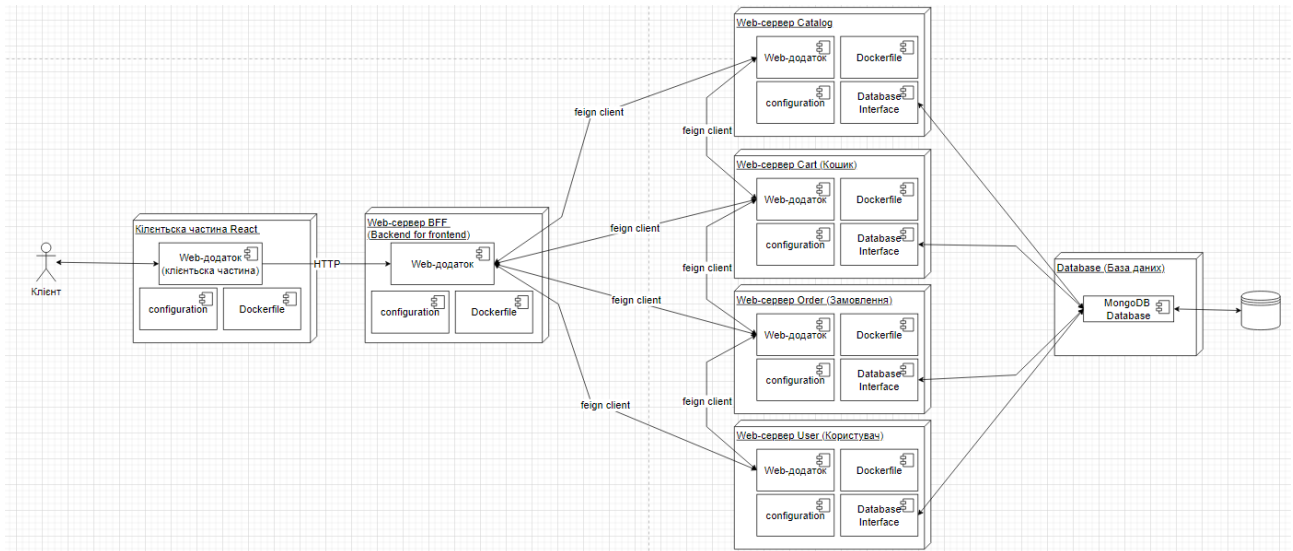 Клієнт
Кілєнтьська частина React
Web-додаток
(клієнтьська частина)
configuration
Dockerfile
HTTP
Web-сервер BFF
(Backend for frontend)
Web-додаток
configuration
Dockerfile
feign client
feign client
feign client
feign client
feign client
feign client
feign client
Web-сервер Catalog
Web-додаток
Dockerfile
configuration
Database
Interface
Web-сервер Cart (Кошик)
Web-додаток
Dockerfile
configuration
Database
Interface
Web-сервер Order (Замовлення)
Web-додаток
Dockerfile
configuration
Database
Interface
Web-сервер User (Користувач)
Web-додаток
Dockerfile
configuration
Database
Interface
Database (База даних)
MongoDB
Database